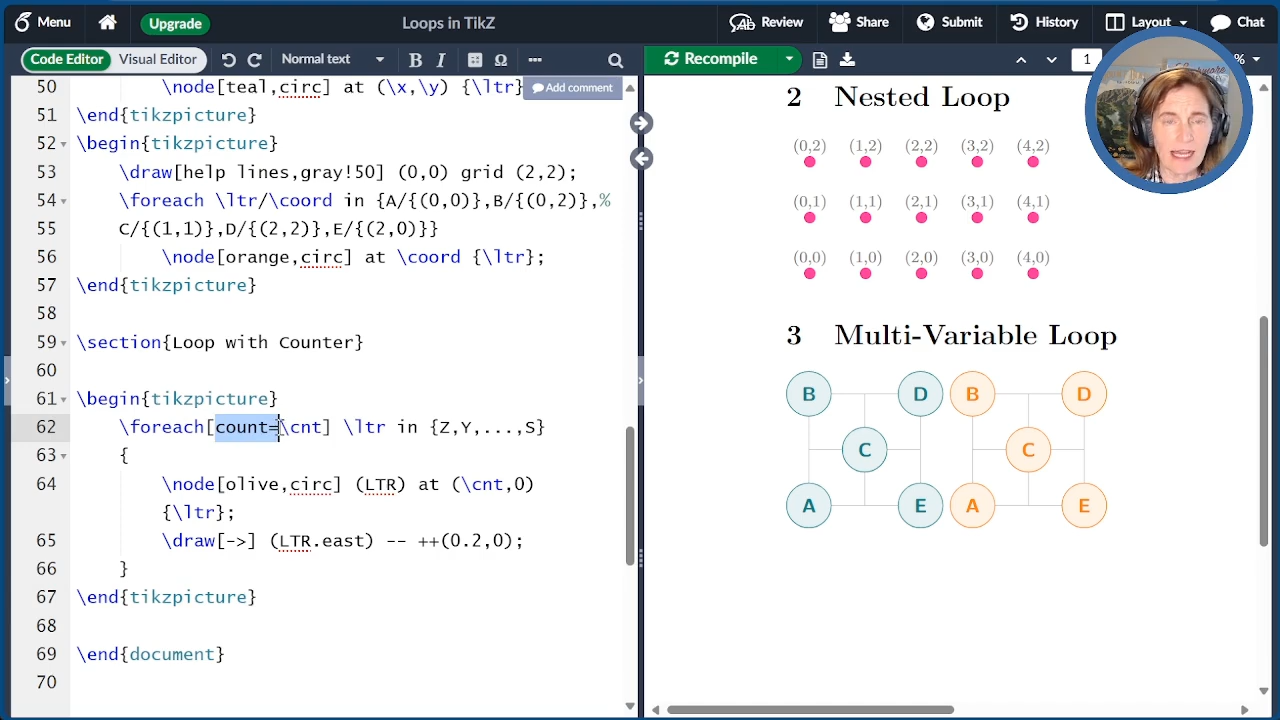 Menu
Upgrade
Loops in TikZ
Review
Share
Submit
History
Layout
Chat
Code Editor
Visual Editor
Normal text
B
I
Ω
Recompile
1
%
50 \node[teal,circ] at (\x,\y) {\ltr}
Add comment
51 \end{tikzpicture}
52 \begin{tikzpicture}
53 \draw[help lines,gray!50] (0,0) grid (2,2);
54 \foreach \ltr/\coord in {A/{(0,0)},B/{(0,2)},%
55 C/{(1,1)},D/{(2,2)},E/{(2,0)}}
56 \node[orange,circ] at \coord {\ltr};
57 \end{tikzpicture}
58
59 \section{Loop with Counter}
60
61 \begin{tikzpicture}
62 \foreach[count=\cnt] \ltr in {Z,Y,...,S}
63 {
64 \node[olive,circ] (LTR) at (\cnt,0)
{\ltr};
65 \draw[->] (LTR.east) -- ++(0.2,0);
66 }
67 \end{tikzpicture}
68
69 \end{document}
70
2 Nested Loop
(0,2) (1,2) (2,2) (3,2) (4,2)
(0,1) (1,1) (2,1) (3,1) (4,1)
(0,0) (1,0) (2,0) (3,0) (4,0)
3 Multi-Variable Loop
B D B D
C C
A E A E